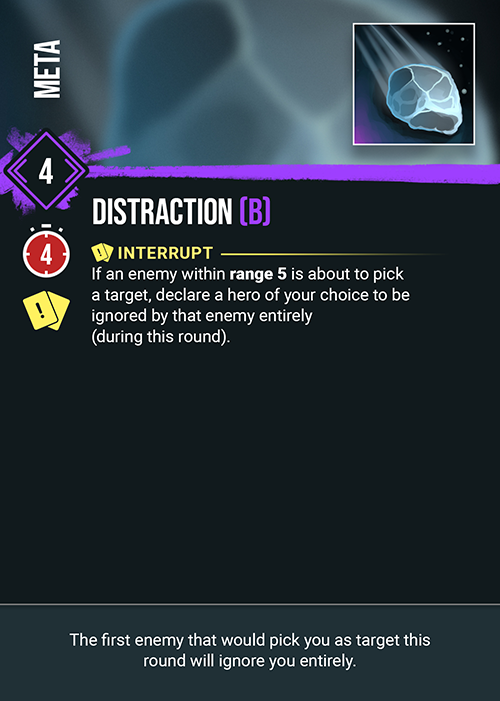 META
4
DISTRACTION (B)
4
! INTERRUPT
If an enemy within range 5 is about to pick
a target, declare a hero of your choice to be
ignored by that enemy entirely
(during this round).
!
The first enemy that would pick you as target this
round will ignore you entirely.